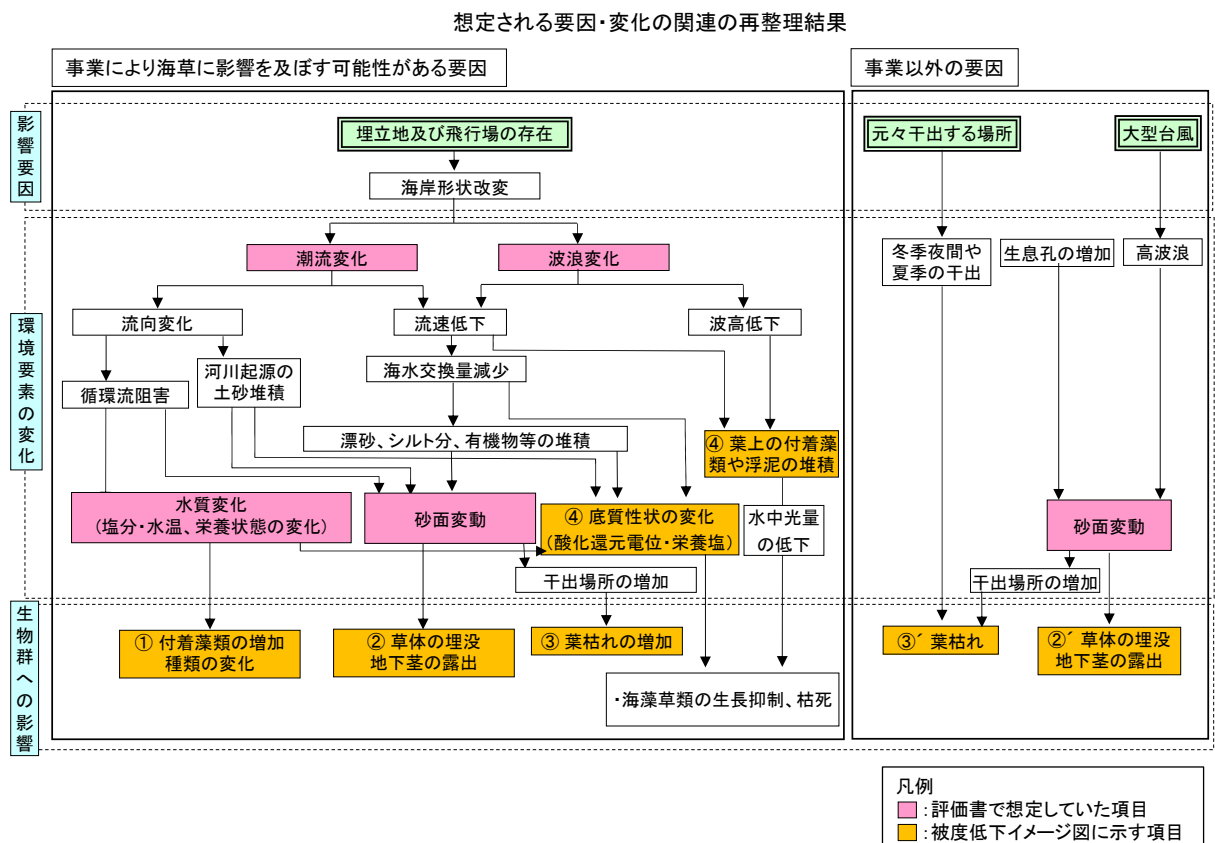 想定される要因・変化の関連の再整理結果
事業により海草に影響を及ぼす可能性がある要因
事業以外の要因
影響要因
埋立地及び飛行場の存在
元々干出する場所
大型台風
海岸形状改変
環境要素の変化
潮流変化
波浪変化
冬季夜間や
夏季の干出
生息孔の増加
高波浪
流向変化
流速低下
波高低下
循環流阻害
河川起源の
土砂堆積
海水交換量減少
漂砂、シルト分、有機物等の堆積
④ 葉上の付着藻
類や浮泥の堆積
水質変化
(塩分・水温、栄養状態の変化)
砂面変動
④ 底質性状の変化
(酸化還元電位・栄養塩)
水中光量
の低下
砂面変動
干出場所の増加
干出場所の増加
生物群への影響
① 付着藻類の増加
種類の変化
② 草体の埋没
地下茎の露出
③ 葉枯れの増加
③´ 葉枯れ
②´ 草体の埋没
地下茎の露出
・海藻草類の生長抑制、枯死
凡例
：評価書で想定していた項目
：被度低下イメージ図に示す項目